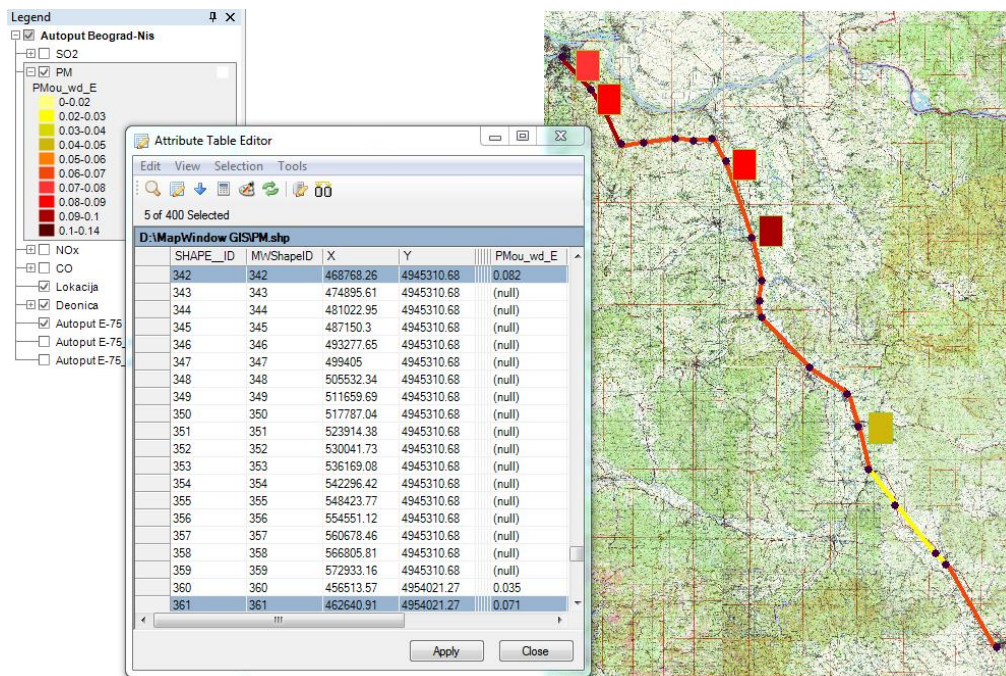 Legend
Autoput Beograd-Nis
SO2
PM
PMou_wd_E
0-0.02
0.02-0.03
0.03-0.04
0.04-0.05
0.05-0.06
0.06-0.07
0.07-0.08
0.08-0.09
0.09-0.1
0.1-0.14
NOx
CO
Lokacija
Deonica
Autoput E-75
Autoput E-75_
Autoput E-75_
Attribute Table Editor
Edit View Selection Tools
5 of 400 Selected
D:\MapWindow GIS\PM.shp
SHAPE__ID MWShapeID X Y PMou_wd_E
342 342 468768.26 4945310.68 0.082
343 343 474895.61 4945310.68 (null)
344 344 481022.95 4945310.68 (null)
345 345 487150.3 4945310.68 (null)
346 346 493277.65 4945310.68 (null)
347 347 499405 4945310.68 (null)
348 348 505532.34 4945310.68 (null)
349 349 511659.69 4945310.68 (null)
350 350 517787.04 4945310.68 (null)
351 351 523914.38 4945310.68 (null)
352 352 530041.73 4945310.68 (null)
353 353 536169.08 4945310.68 (null)
354 354 542296.42 4945310.68 (null)
355 355 548423.77 4945310.68 (null)
356 356 554551.12 4945310.68 (null)
357 357 560678.46 4945310.68 (null)
358 358 566805.81 4945310.68 (null)
359 359 572933.16 4945310.68 (null)
360 360 456513.57 4954021.27 0.035
361 361 462640.91 4954021.27 0.071
Apply Close